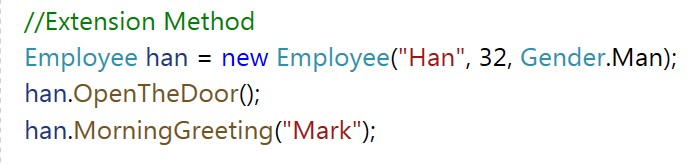 //Extension Method
Employee han = new Employee("Han", 32, Gender.Man);
han.OpenTheDoor();
han.MorningGreeting("Mark");